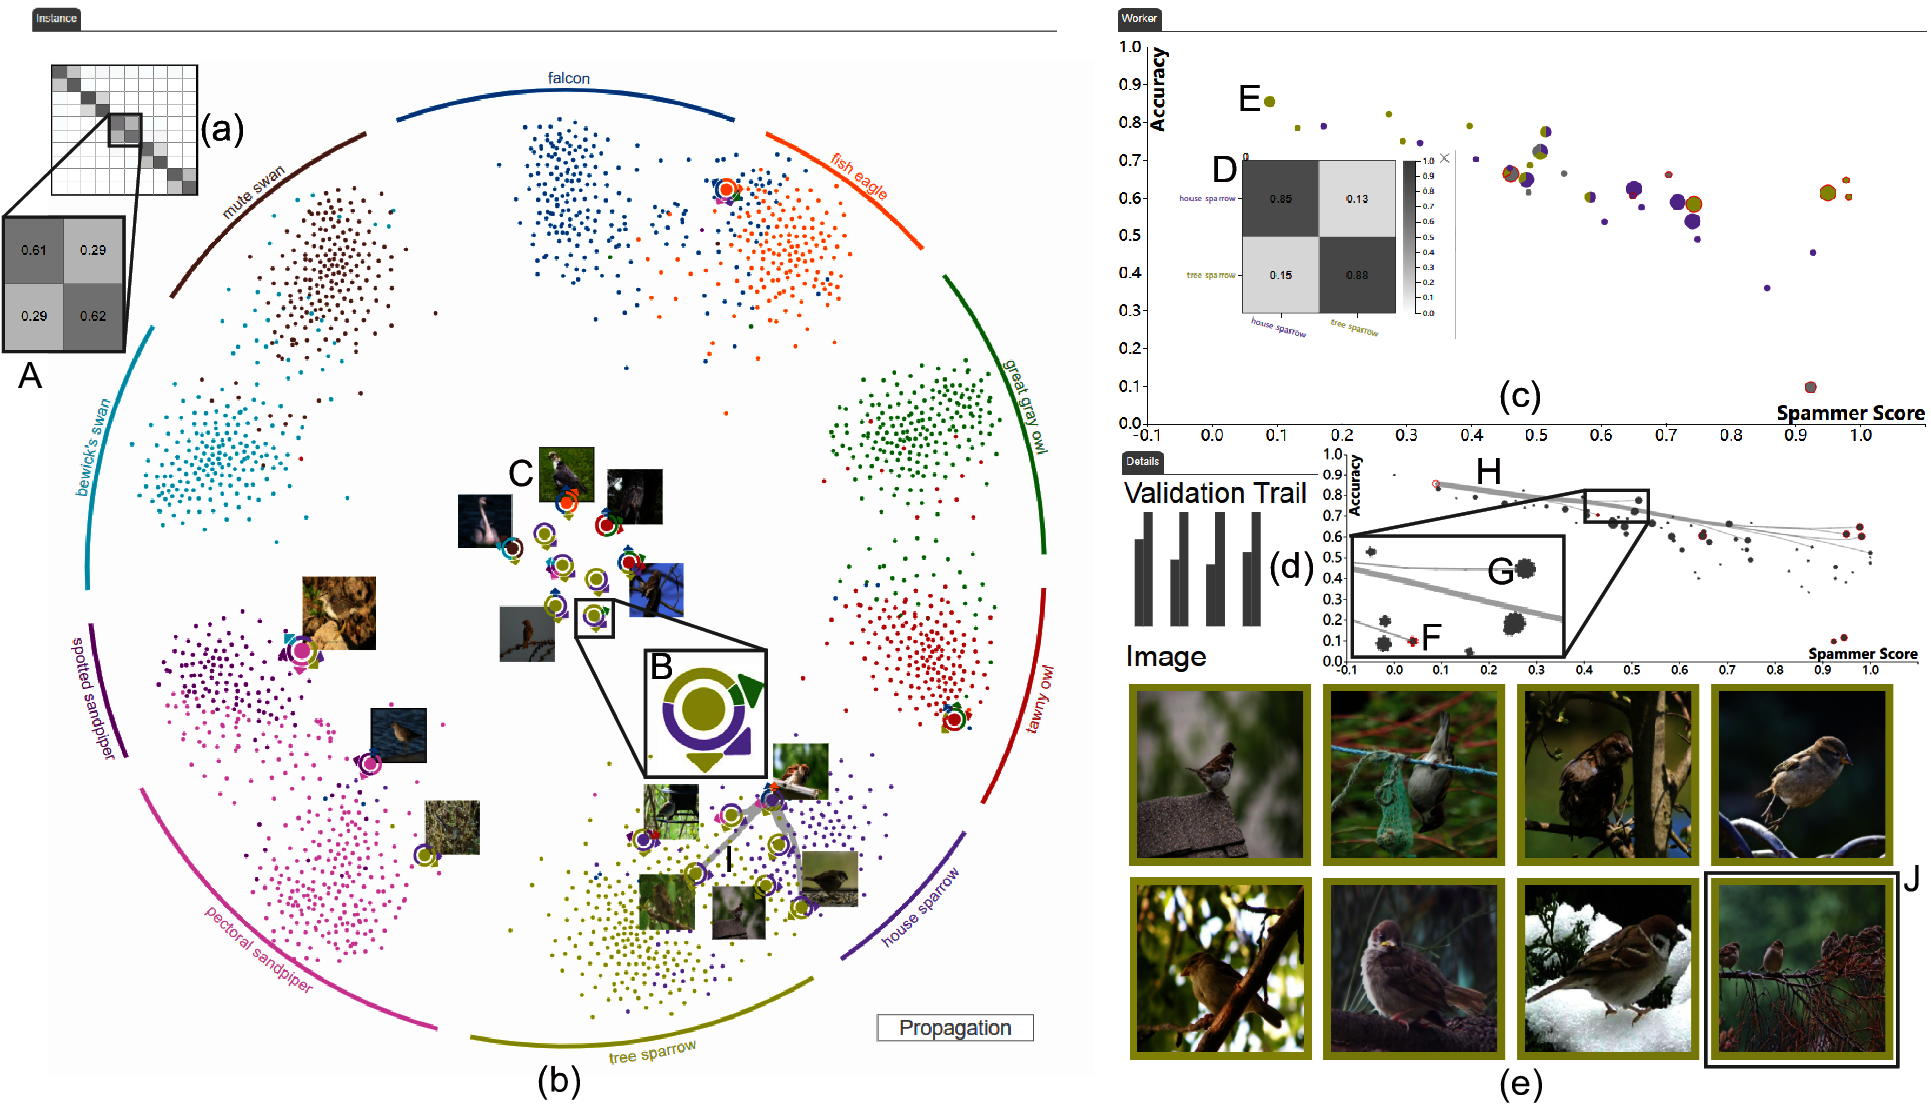 Instance
(a)
0.61 0.29
0.29 0.62
A
falcon
fish eagle
mute swan
great gray owl
bewick's swan
C
spotted sandpiper
tawny owl
B
I
pectoral sandpiper
house sparrow
tree sparrow
Propagation
(b)
Worker
Accuracy
1.0
0.9
0.8
0.7
0.6
0.5
0.4
0.3
0.2
0.1
0.0
-0.1 0.0 0.1 0.2 0.3 0.4 0.5 0.6 0.7 0.8 0.9 1.0
Spammer Score
E
D
0
house sparrow 0.85 0.13
tree sparrow 0.15 0.88
house sparrow tree sparrow
1.0
0.9
0.8
0.7
0.6
0.5
0.4
0.3
0.2
0.1
0.0
(c)
Details
Validation Trail
(d)
Accuracy
1.0
0.9
0.8
0.7
0.6
0.5
0.4
0.3
0.2
0.1
0.0
-0.1 0.0 0.1 0.2 0.3 0.4 0.5 0.6 0.7 0.8 0.9 1.0
Spammer Score
H
G
F
Image
J
(e)